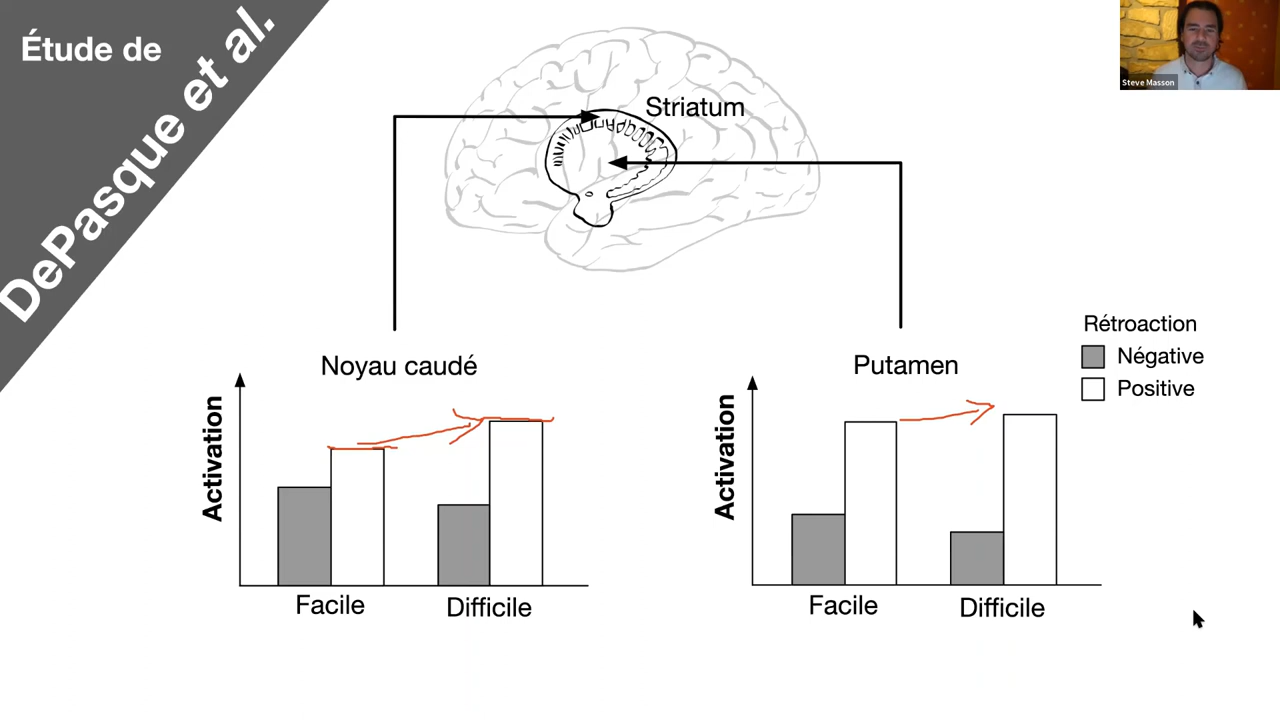 Étude de
DePasque et al.
Steve Masson
Striatum
Noyau caudé
Putamen
Rétroaction
Négative
Positive
Activation
Facile
Difficile
Activation
Facile
Difficile